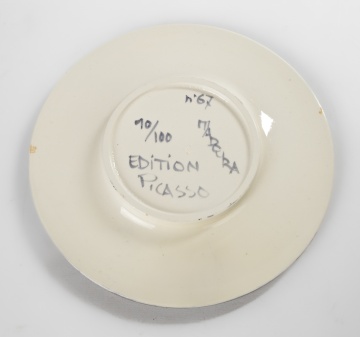 N°67
70/100
MADOURA
EDITION
PICASSO